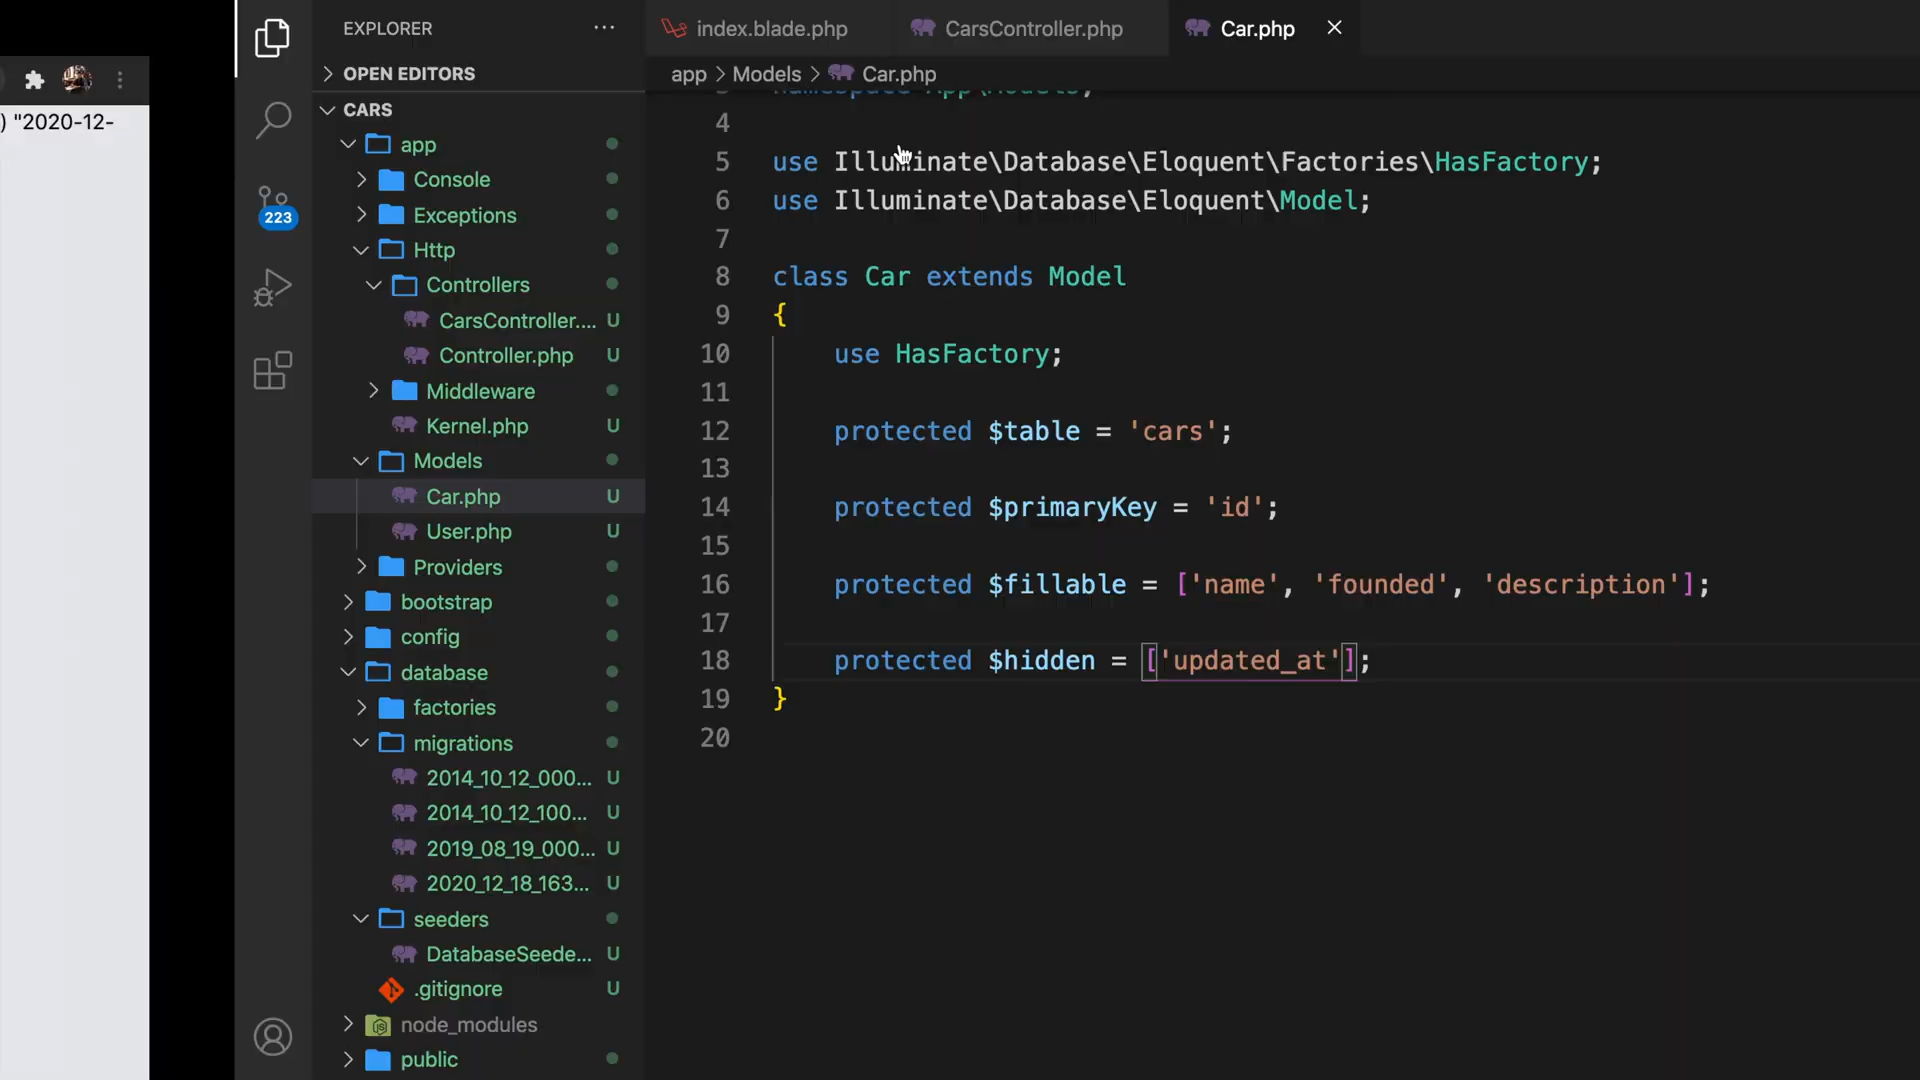 ) "2020-12-
EXPLORER
OPEN EDITORS
CARS
app
Console
Exceptions
Http
Controllers
CarsController.... U
Controller.php U
Middleware
Kernel.php U
Models
Car.php U
User.php U
Providers
bootstrap
config
database
factories
migrations
2014_10_12_000... U
2014_10_12_100... U
2019_08_19_000... U
2020_12_18_163... U
seeders
DatabaseSeede... U
.gitignore U
node_modules
public
223
index.blade.php
CarsController.php
Car.php
app > Models > Car.php
namespace App\Models;
4
5 use Illuminate\Database\Eloquent\Factories\HasFactory;
6 use Illuminate\Database\Eloquent\Model;
7
8 class Car extends Model
9 {
10 use HasFactory;
11
12 protected $table = 'cars';
13
14 protected $primaryKey = 'id';
15
16 protected $fillable = ['name', 'founded', 'description'];
17
18 protected $hidden = ['updated_at'];
19 }
20